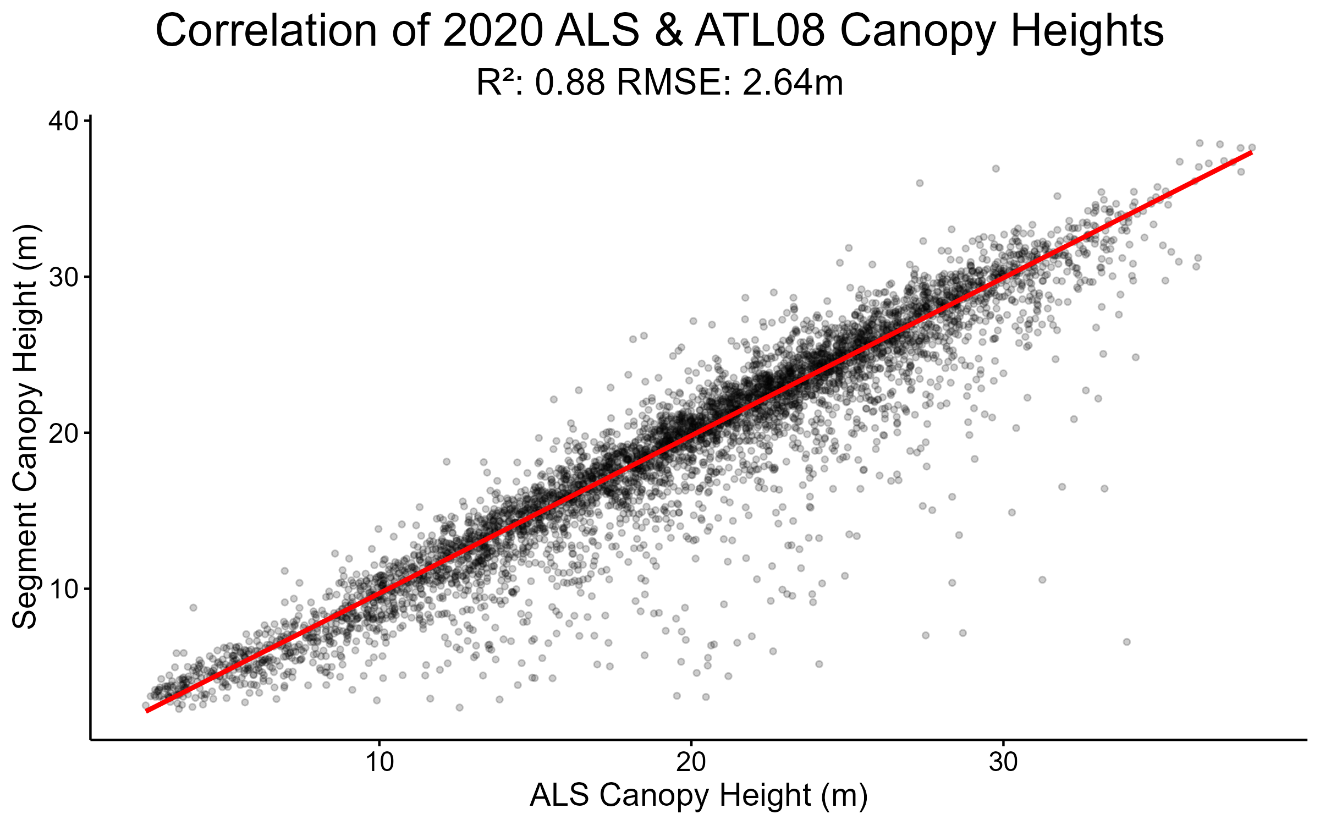 Correlation of 2020 ALS & ATL08 Canopy Heights
R²: 0.88 RMSE: 2.64m
40
30
20
10
Segment Canopy Height (m)
10 20 30
ALS Canopy Height (m)